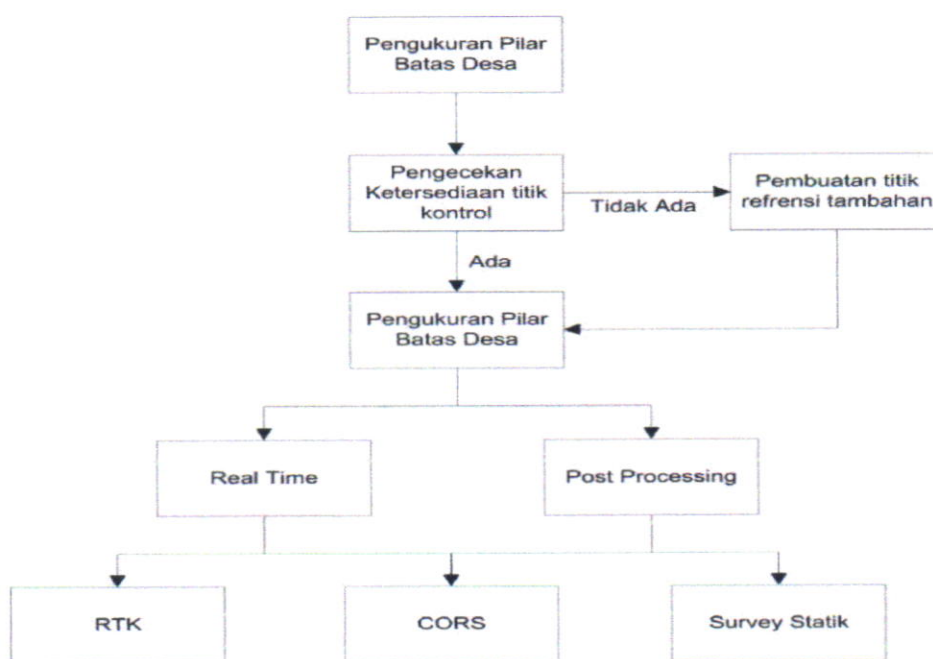 Pengukuran Pilar
Batas Desa
Pengecekan
Ketersediaan titik
kontrol
Tidak Ada
Pembuatan titik
refrensi tambahan
Ada
Pengukuran Pilar
Batas Desa
Real Time
Post Processing
RTK
CORS
Survey Statik